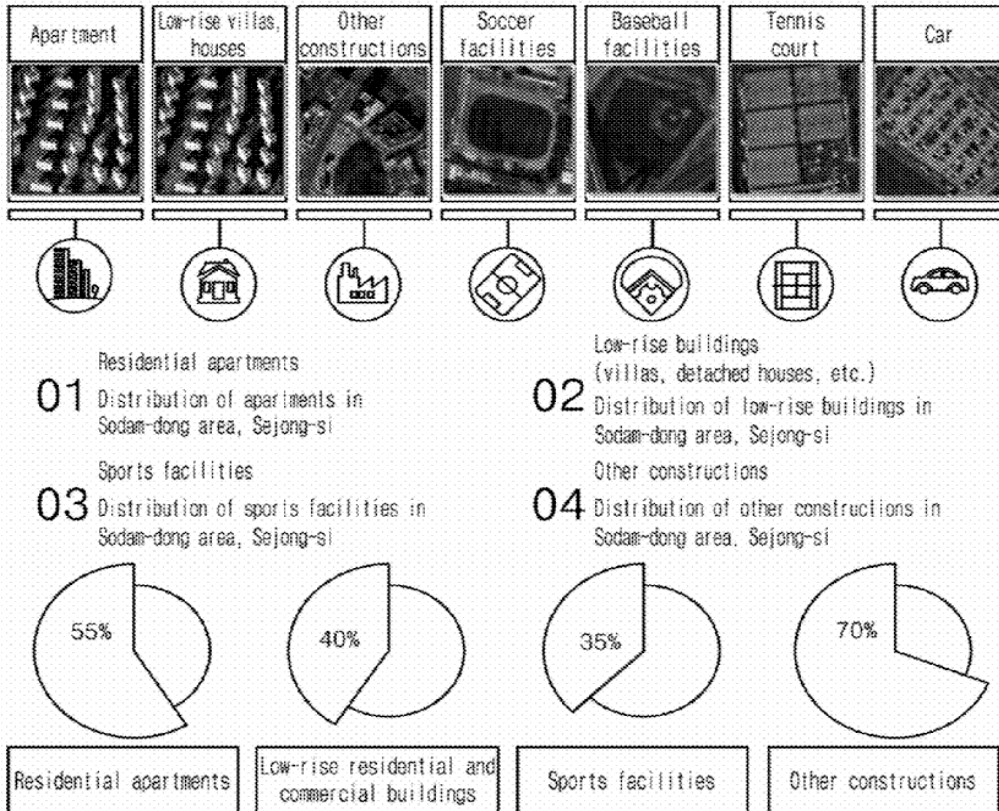 Apartment
Low-rise villas,
houses
Other
constructions
Soccer
facilities
Baseball
facilities
Tennis
court
Car
01
Residential apartments
Distribution of apartments in
Sodam-dong area, Sejong-si
02
Low-rise buildings
(villas, detached houses, etc.)
Distribution of low-rise buildings in
Sodam-dong area, Sejong-si
03
Sports facilities
Distribution of sports facilities in
Sodam-dong area, Sejong-si
04
Other constructions
Distribution of other constructions in
Sodam-dong area, Sejong-si
55%
40%
35%
70%
Residential apartments
Low-rise residential and
commercial buildings
Sports facilities
Other constructions